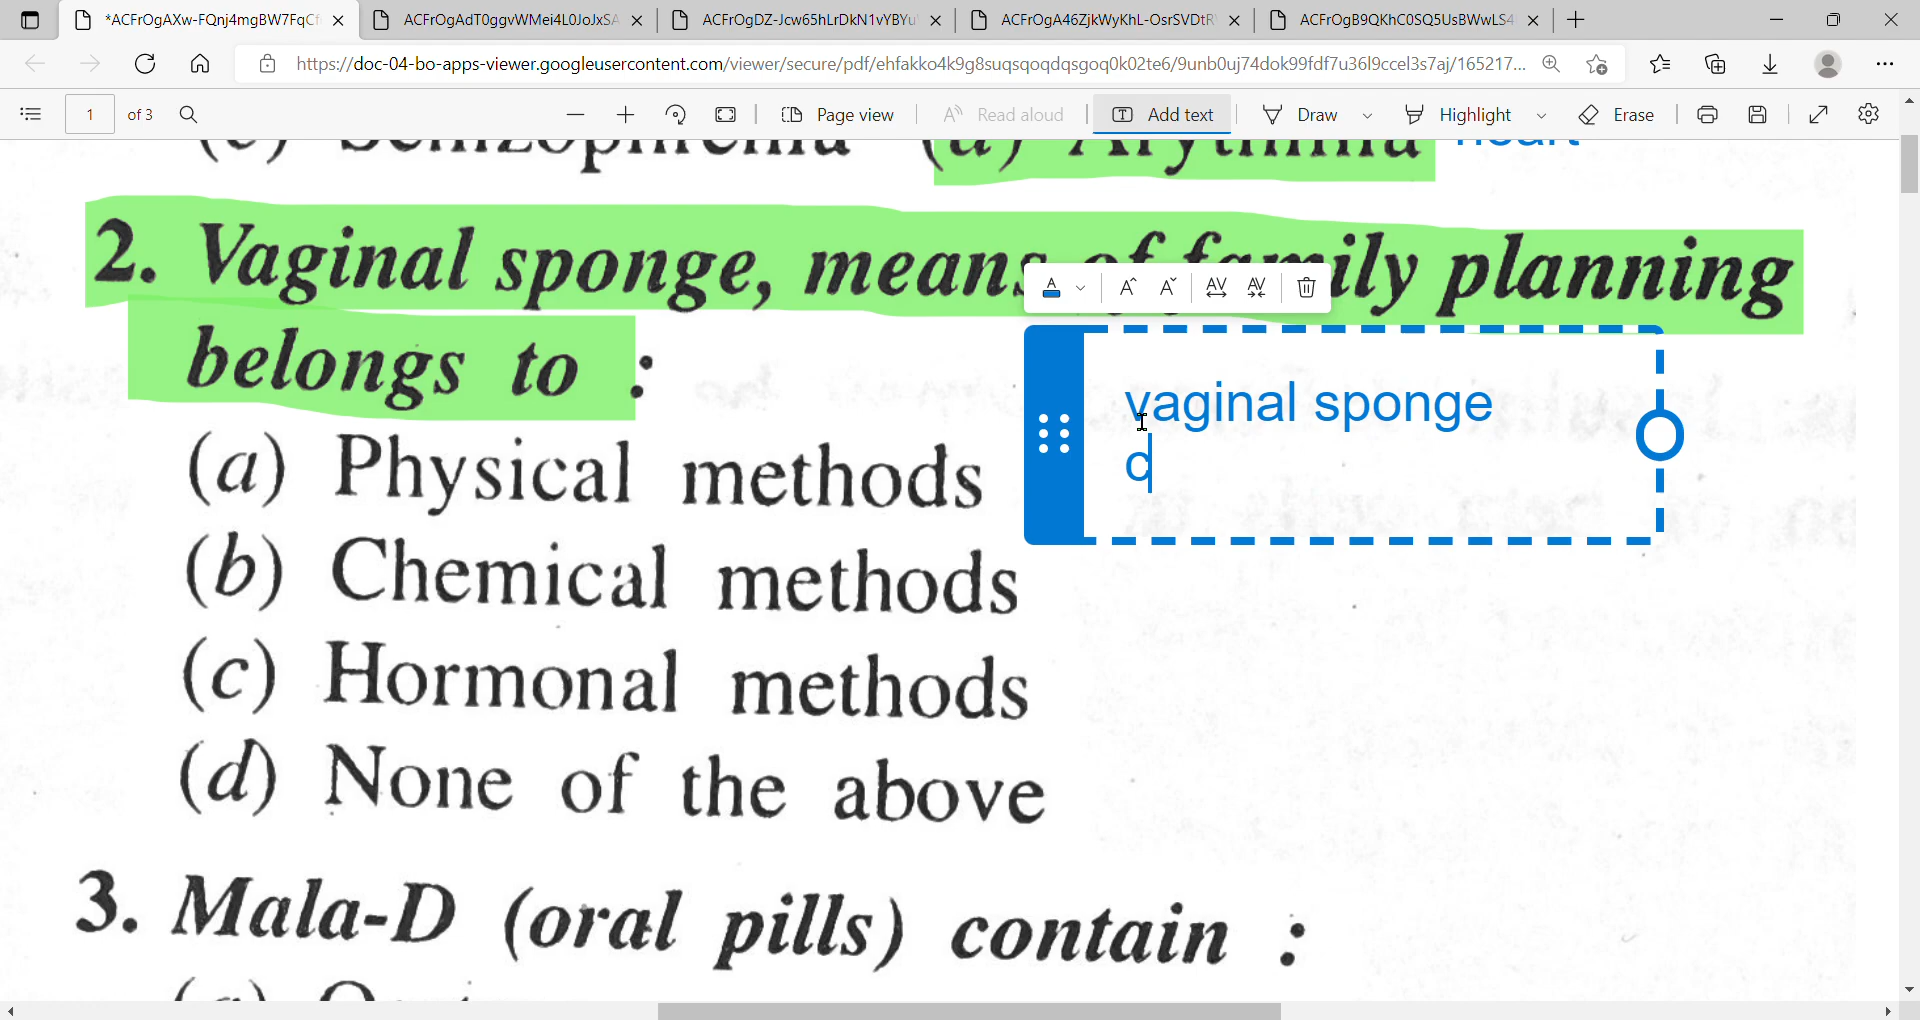 *ACFrOgAXw-FQnj4mgBW7FqCf
ACFrOgAdT0ggvWMei4L0JoJxSA
ACFrOgDZ-Jcw65hLrDkN1vYBYu
ACFrOgA46ZjkWyKhL-OsrSVDtR
ACFrOgB9QKhC0SQ5UsBWwLS4
https://doc-04-bo-apps-viewer.googleusercontent.com/viewer/secure/pdf/ehfakko4k9g8suqsqoqdqsgoq0k02te6/9unb0uj74dok99fdf7u36l9ccel3s7aj/165217...
1 of 3 Page view Read aloud Add text Draw Highlight Erase
2. Vaginal sponge, means of family planning
belongs to :
vaginal sponge
c
(a) Physical methods
(b) Chemical methods
(c) Hormonal methods
(d) None of the above
3. Mala-D (oral pills) contain :